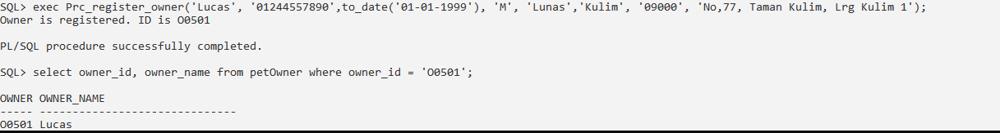 SQL> exec Prc_register_owner('Lucas', '01244557890',to_date('01-01-1999'), 'M', 'Lunas','Kulim', '09000', 'No,77, Taman Kulim, Lrg Kulim 1');
Owner is registered. ID is O0501
PL/SQL procedure successfully completed.
SQL> select owner_id, owner_name from petOwner where owner_id = 'O0501';
OWNER OWNER_NAME
----- ------------------------------
O0501 Lucas